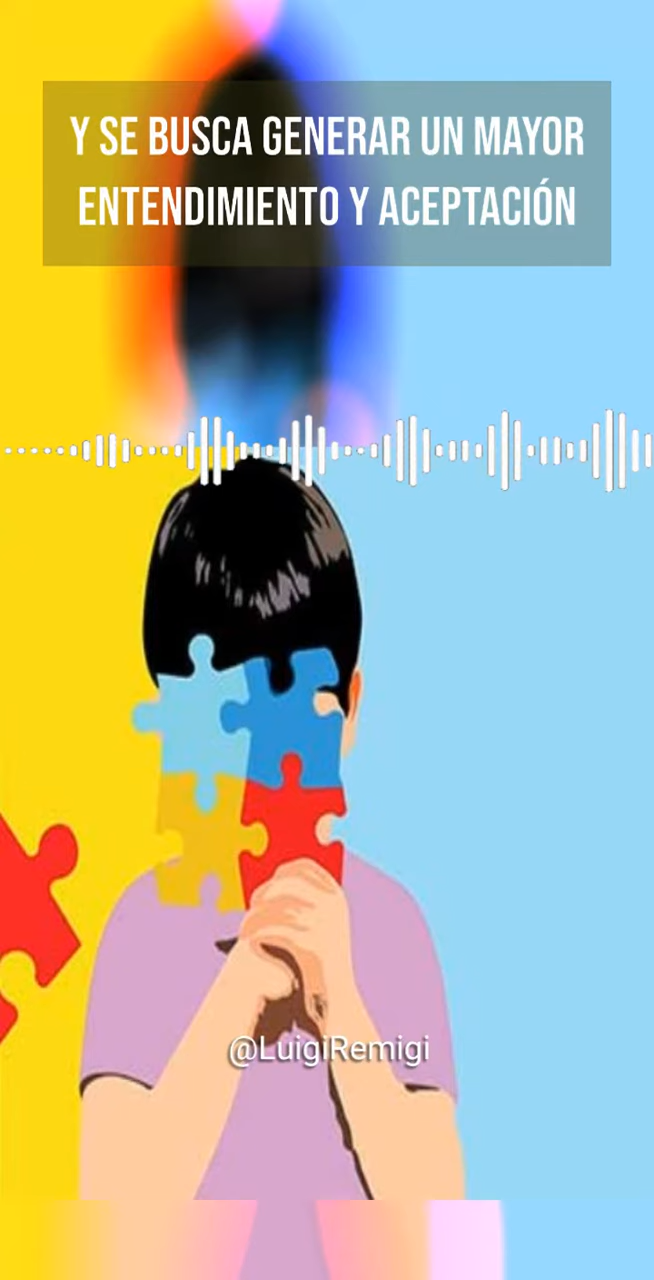 Y SE BUSCA GENERAR UN MAYOR
ENTENDIMIENTO Y ACEPTACIÓN
@LuigiRemigi